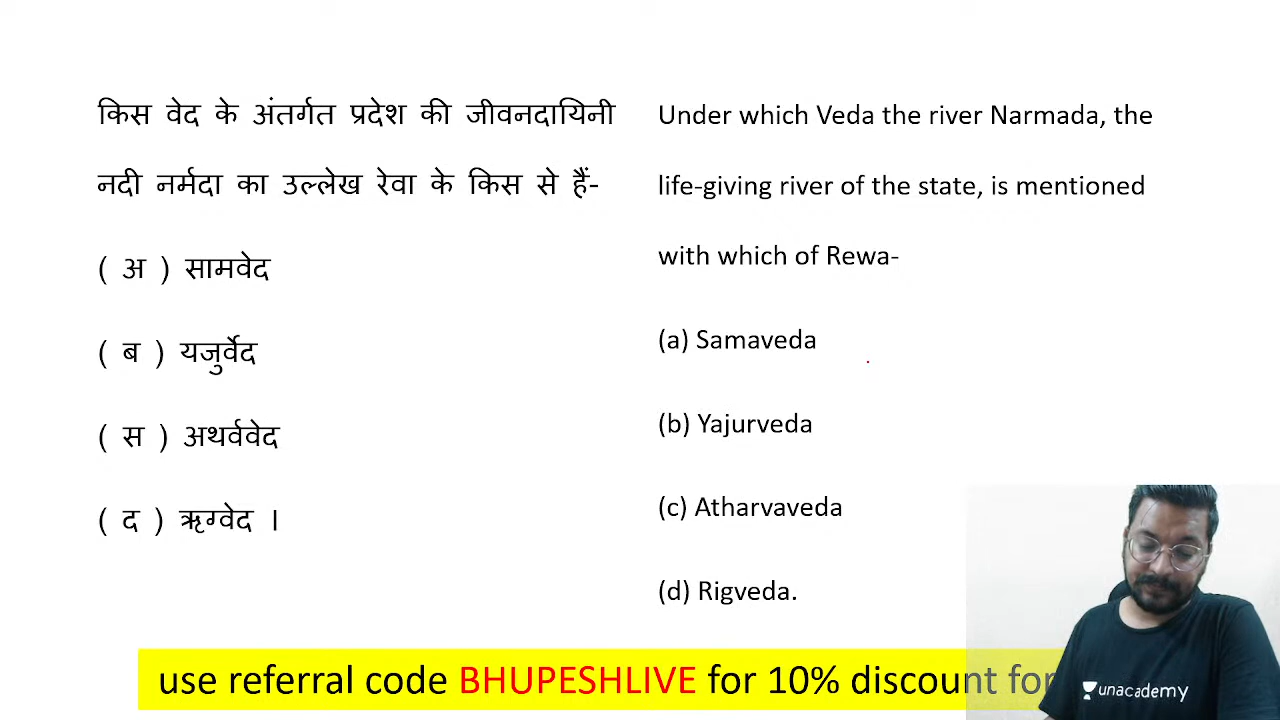 किस वेद के अंतर्गत प्रदेश की जीवनदायिनी
नदी नर्मदा का उल्लेख रेवा के किस से हैं-
( अ ) सामवेद
( ब ) यजुर्वेद
( स ) अथर्ववेद
( द ) ऋग्वेद ।
Under which Veda the river Narmada, the
life-giving river of the state, is mentioned
with which of Rewa-
(a) Samaveda
(b) Yajurveda
(c) Atharvaveda
(d) Rigveda.
use referral code BHUPESHLIVE for 10% discount for
unacademy